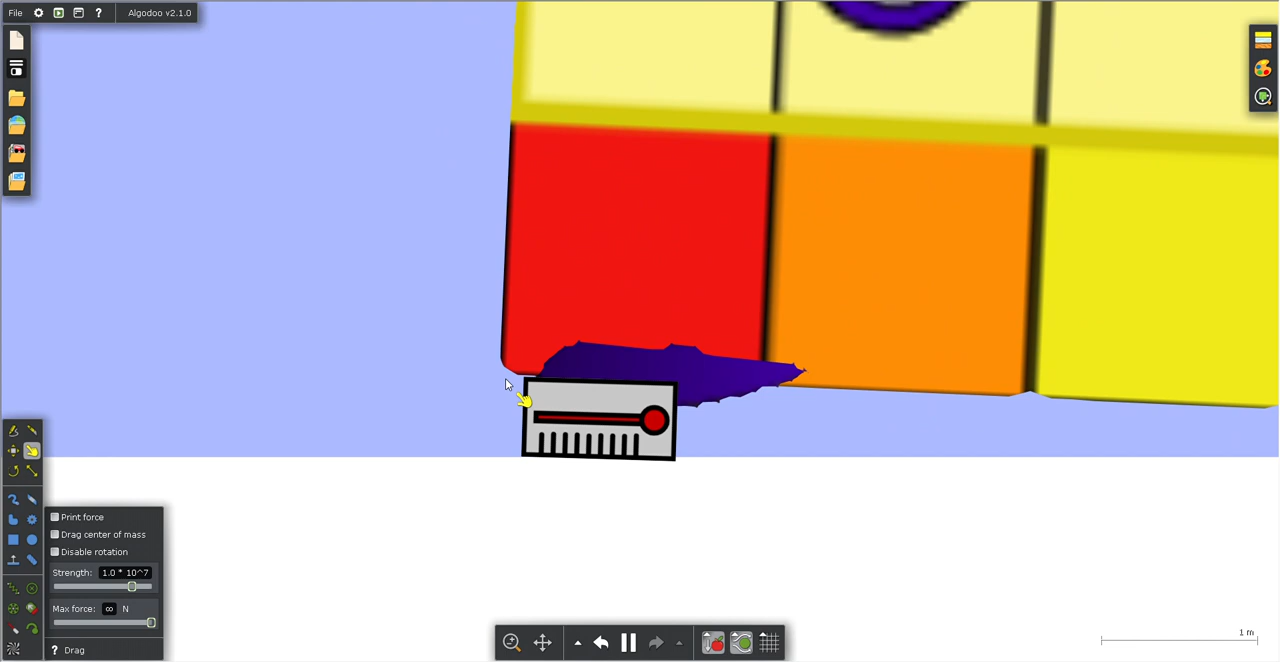 File ? Algodoo v2.1.0
Print force
Drag center of mass
Disable rotation
Strength: 1.0 * 10^7
Max force: ∞ N
? Drag
1 m